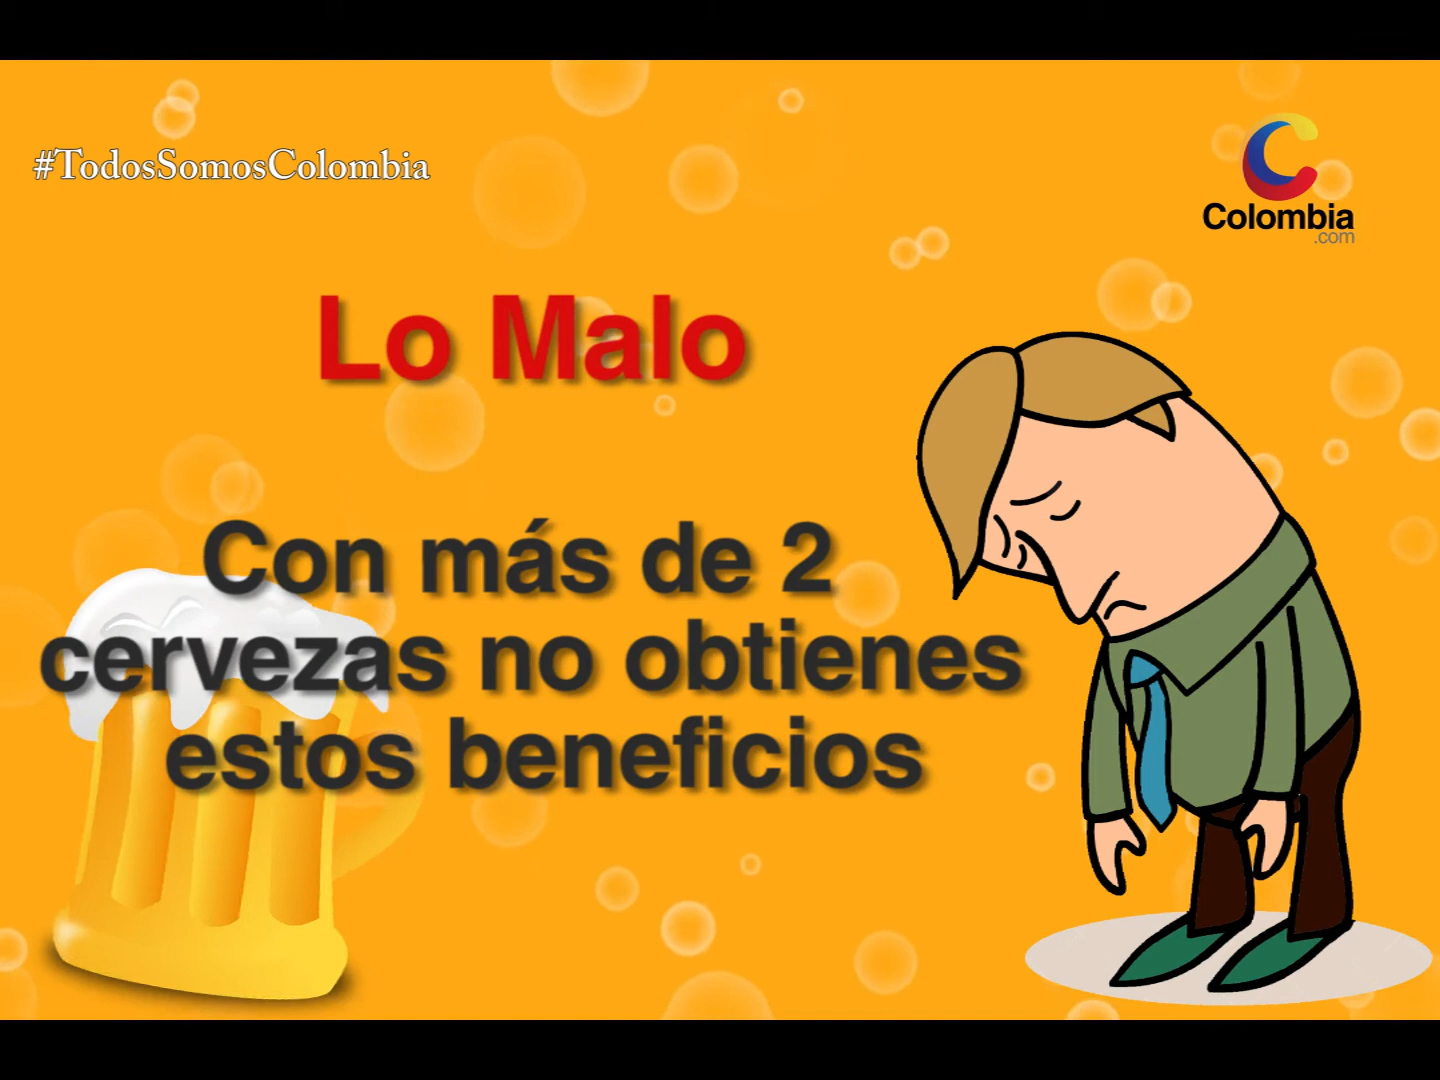 #TodosSomosColombia
Colombia
.com
Lo Malo
Con más de 2
cervezas no obtienes
estos beneficios